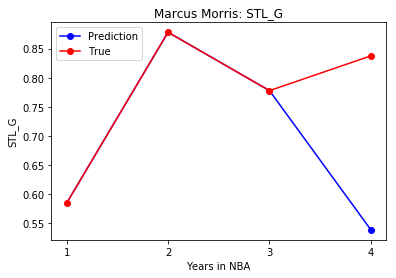 Marcus Morris: STL_G
Prediction
True
0.85
0.80
0.75
0.70
0.65
0.60
0.55
STL_G
1 2 3 4
Years in NBA